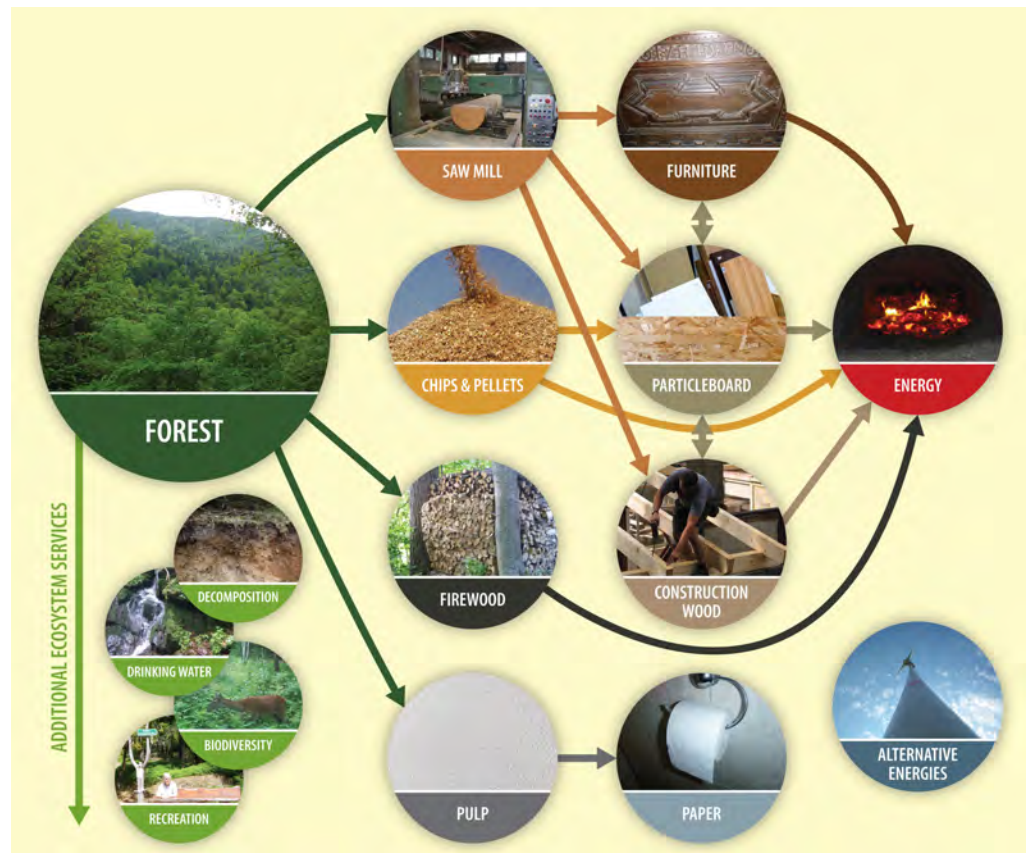 SAW MILL
FURNITURE
FOREST
CHIPS & PELLETS
PARTICLEBOARD
ENERGY
ADDITIONAL ECOSYSTEM SERVICES
DECOMPOSITION
DRINKING WATER
BIODIVERSITY
RECREATION
FIREWOOD
CONSTRUCTION
WOOD
PULP
PAPER
ALTERNATIVE
ENERGIES